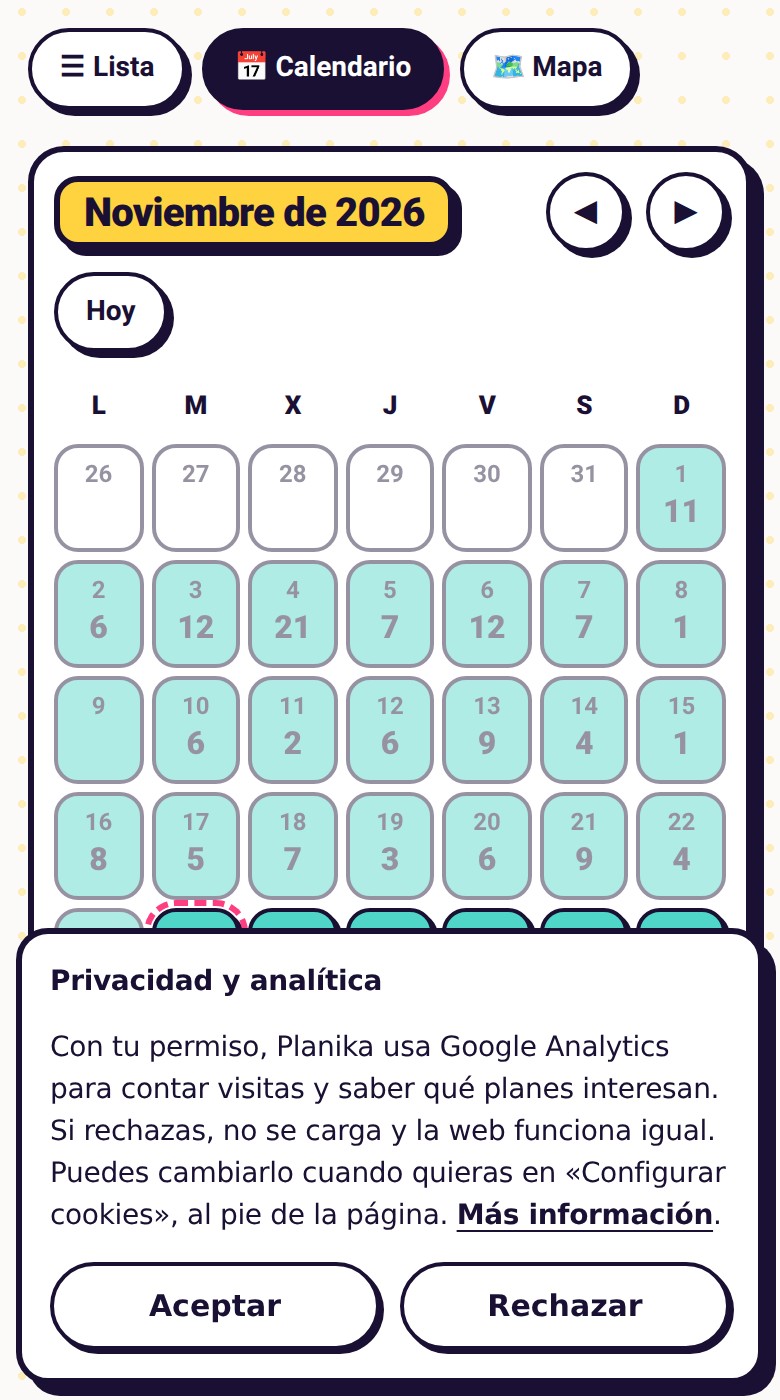 ☰ Lista
July
17
Calendario
Mapa
Noviembre de 2026
◀ ▶
Hoy
L M X J V S D
26 27 28 29 30 31 1
11
2 3 4 5 6 7 8
6 12 21 7 12 7 1
9 10 11 12 13 14 15
6 2 6 9 4 1
16 17 18 19 20 21 22
8 5 7 3 6 9 4
Privacidad y analítica
Con tu permiso, Planika usa Google Analytics
para contar visitas y saber qué planes interesan.
Si rechazas, no se carga y la web funciona igual.
Puedes cambiarlo cuando quieras en «Configurar
cookies», al pie de la página. Más información.
Aceptar Rechazar